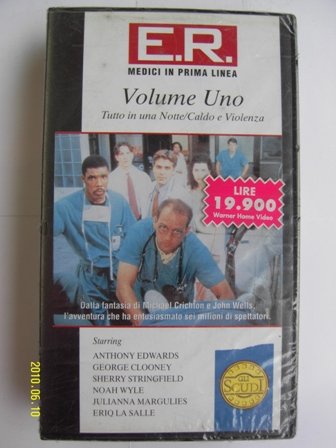 E.R.
MEDICI IN PRIMA LINEA
Volume Uno
Tutto in una Notte/Caldo e Violenza
LIRE
19.900
Warner Home Video
Dalla fantasia di Michael Crichton e John Wells,
l'avventura che ha entusiasmato sei milioni di spettatori.
Starring
ANTHONY EDWARDS
GEORGE CLOONEY
SHERRY STRINGFIELD
NOAH WYLE
JULIANNA MARGULIES
ERIQ LA SALLE
GLI
SCUDI
2010.06.10